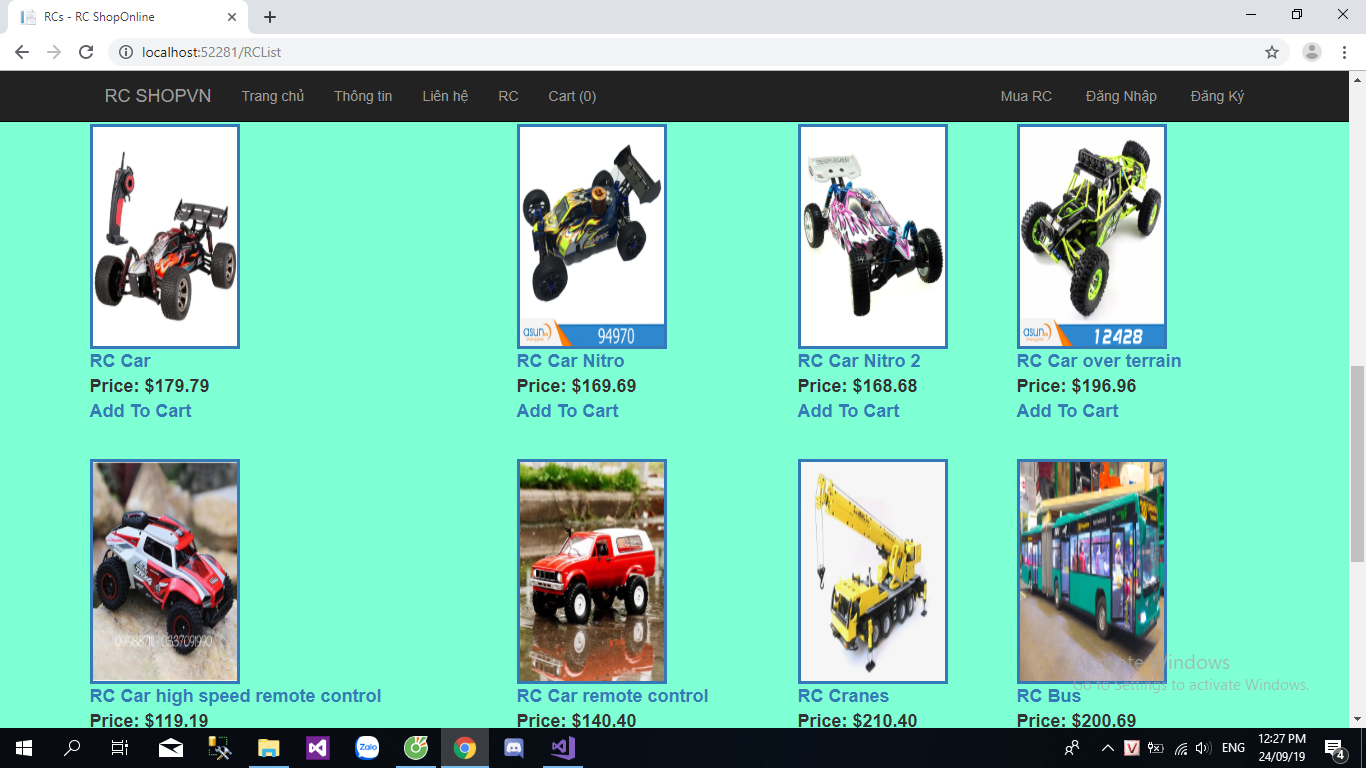 RCs - RC ShopOnline
localhost:52281/RCList
RC SHOPVN Trang chủ Thông tin Liên hệ RC Cart (0) Mua RC Đăng Nhập Đăng Ký
asun
94970
asun
12428
RC Car RC Car Nitro RC Car Nitro 2 RC Car over terrain
Price: $179.79 Price: $169.69 Price: $168.68 Price: $196.96
Add To Cart Add To Cart Add To Cart Add To Cart
Activate Windows
Go to Settings to activate Windows.
RC Car high speed remote control RC Car remote control RC Cranes RC Bus
Price: $119.19 Price: $140.40 Price: $210.40 Price: $200.69
Zalo
V
ENG
12:27 PM
24/09/19
4